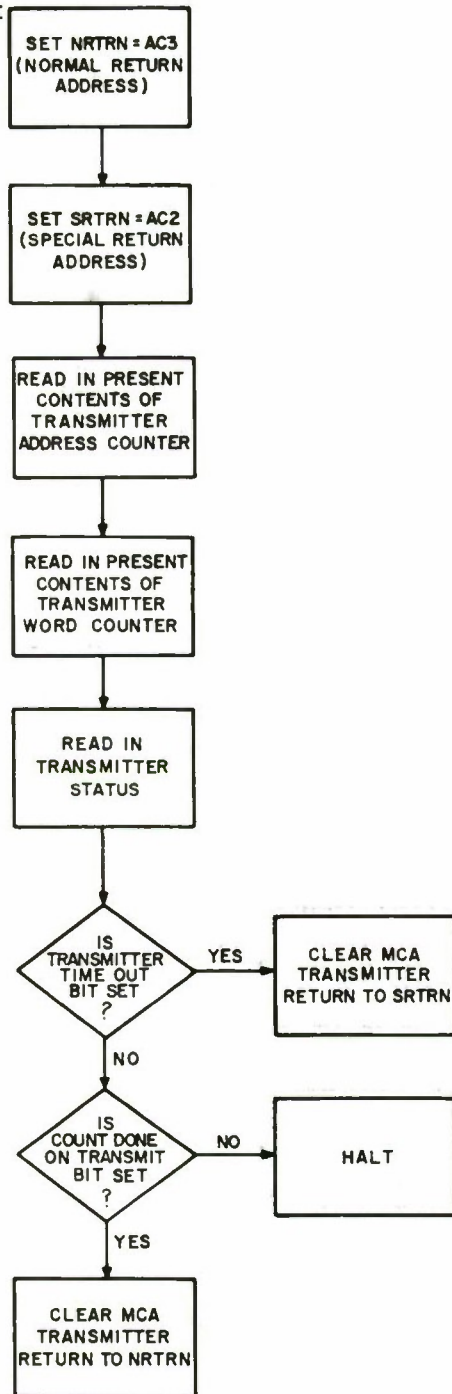 E
SET NRTRN = AC3
(NORMAL RETURN
ADDRESS)
SET SRTRN = AC2
(SPECIAL RETURN
ADDRESS)
READ IN PRESENT
CONTENTS OF
TRANSMITTER
ADDRESS COUNTER
READ IN PRESENT
CONTENTS OF
TRANSMITTER
WORD COUNTER
READ IN
TRANSMITTER
STATUS
IS
TRANSMITTER
TIME OUT
BIT SET
?
YES
CLEAR MCA
TRANSMITTER
RETURN TO SRTRN
NO
IS
COUNT DONE
ON TRANSMIT
BIT SET
?
NO
HALT
YES
CLEAR MCA
TRANSMITTER
RETURN TO NRTRN